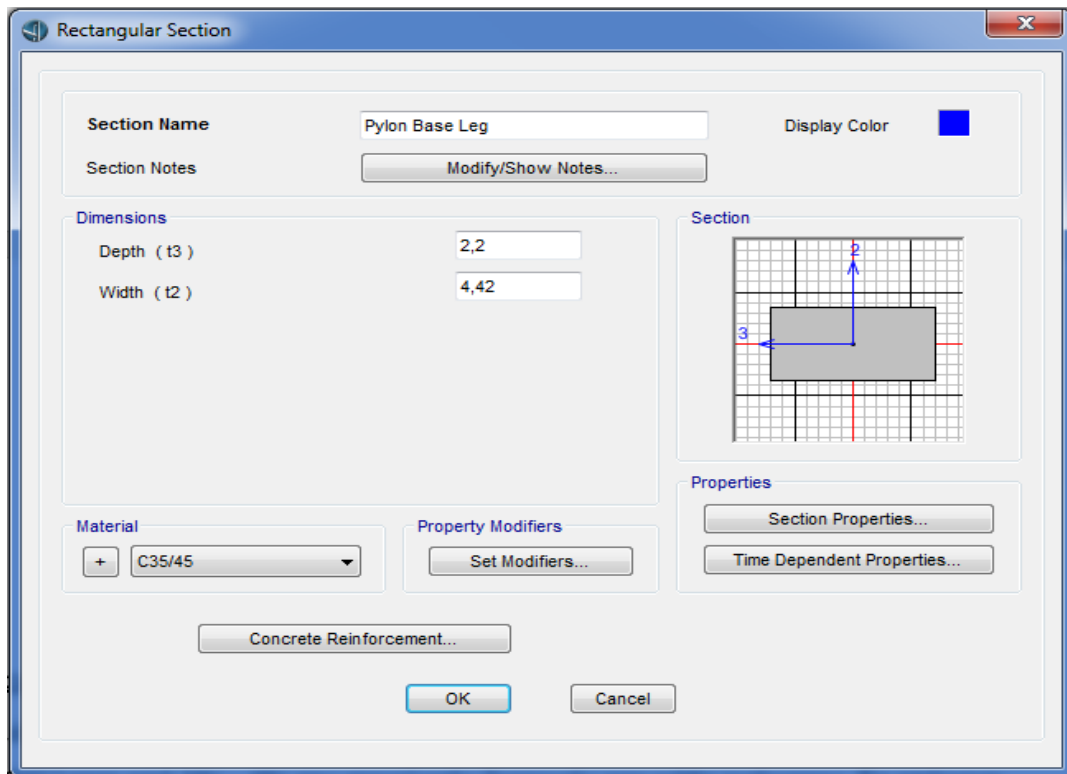 Rectangular Section
Section Name Pylon Base Leg Display Color
Section Notes Modify/Show Notes...
Dimensions
Depth ( t3 ) 2,2
Width ( t2 ) 4,42
Section
2
3
Properties
Section Properties...
Time Dependent Properties...
Material
+ C35/45
Property Modifiers
Set Modifiers...
Concrete Reinforcement...
OK Cancel